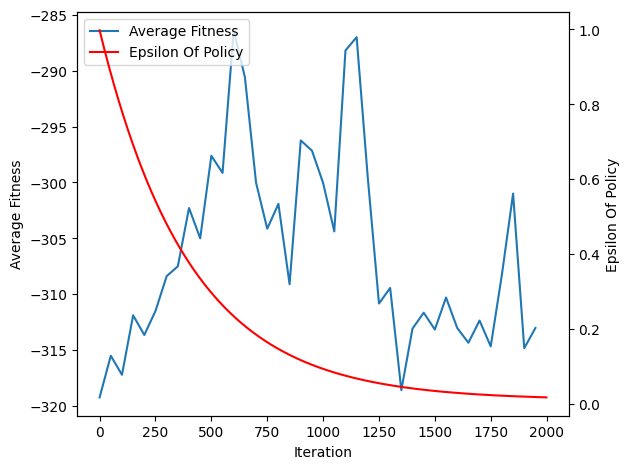 Average Fitness
Epsilon Of Policy
−285
−290
−295
−300
−305
−310
−315
−320
Average Fitness
1.0
0.8
0.6
0.4
0.2
0.0
Epsilon Of Policy
0 250 500 750 1000 1250 1500 1750 2000
Iteration